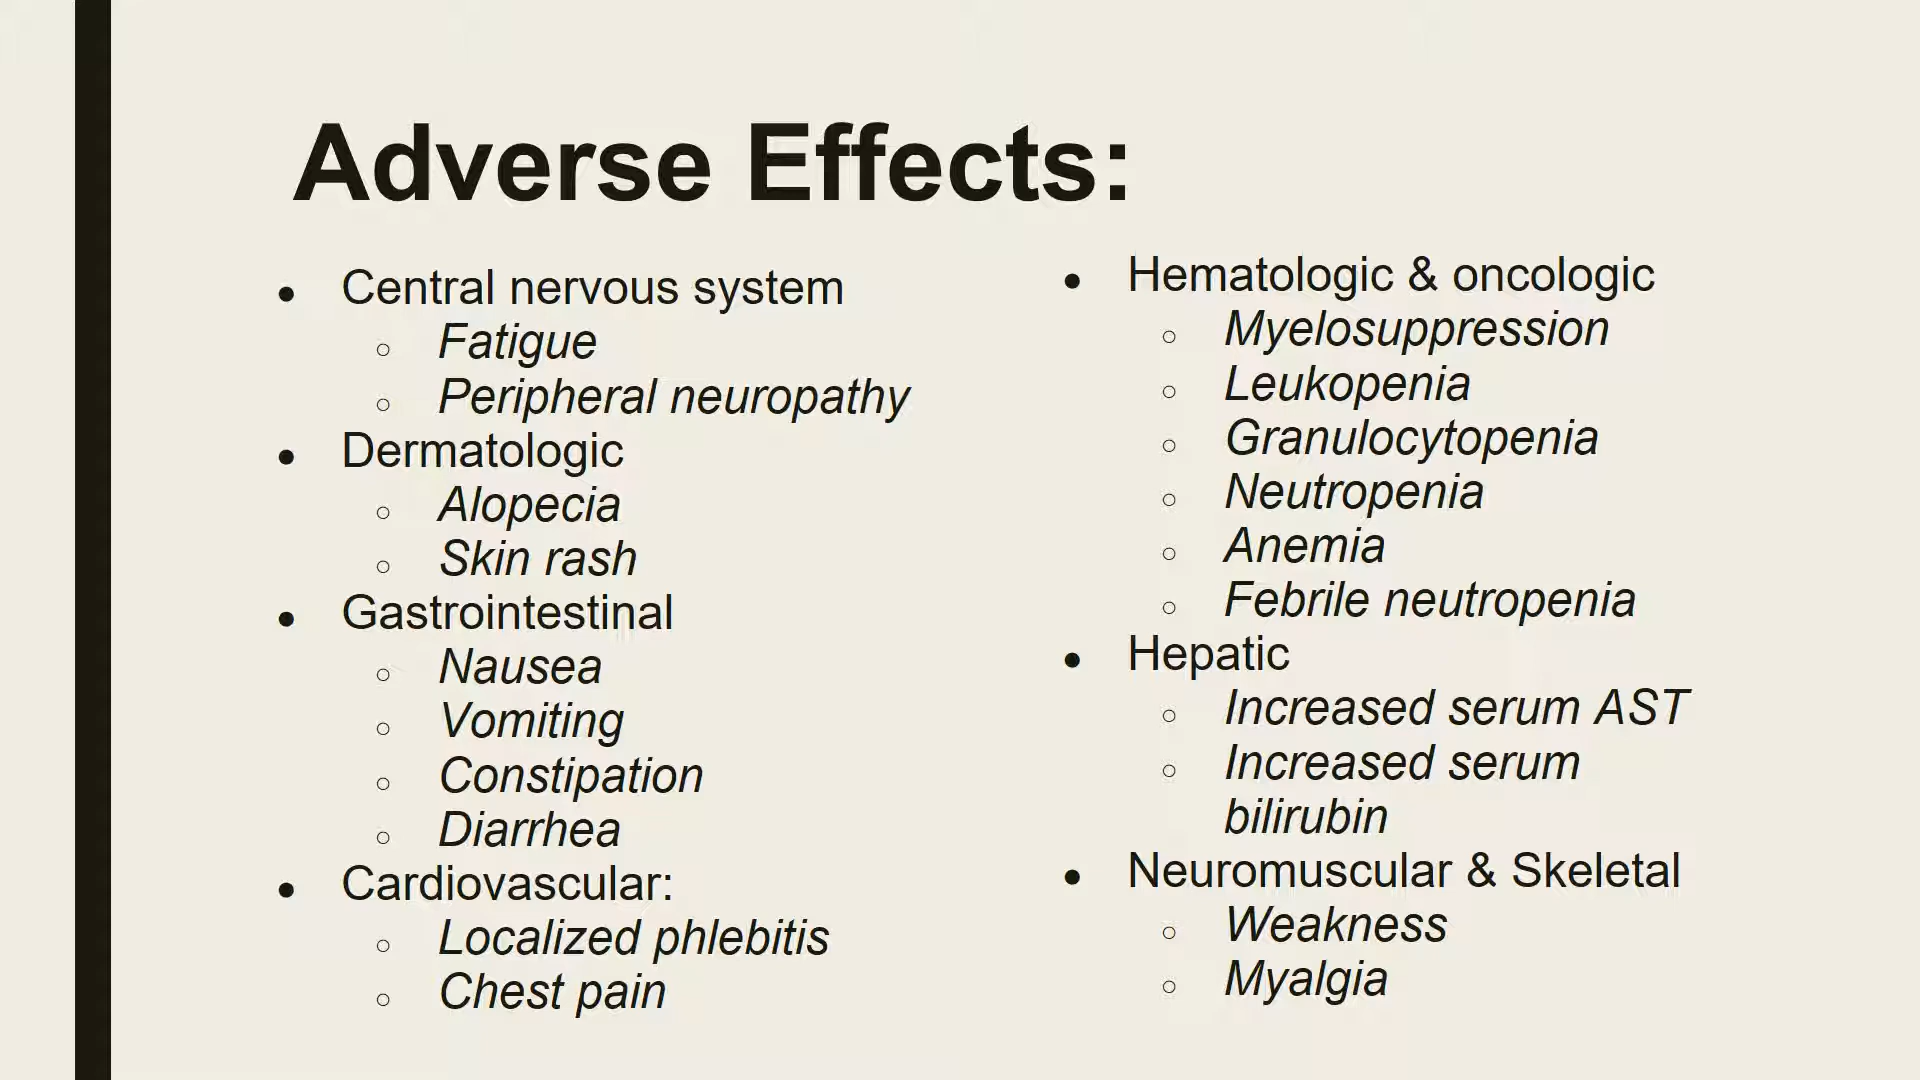 Adverse Effects:
● Central nervous system
○ Fatigue
○ Peripheral neuropathy
● Dermatologic
○ Alopecia
○ Skin rash
● Gastrointestinal
○ Nausea
○ Vomiting
○ Constipation
○ Diarrhea
● Cardiovascular:
○ Localized phlebitis
○ Chest pain
● Hematologic & oncologic
○ Myelosuppression
○ Leukopenia
○ Granulocytopenia
○ Neutropenia
○ Anemia
○ Febrile neutropenia
● Hepatic
○ Increased serum AST
○ Increased serum
bilirubin
● Neuromuscular & Skeletal
○ Weakness
○ Myalgia